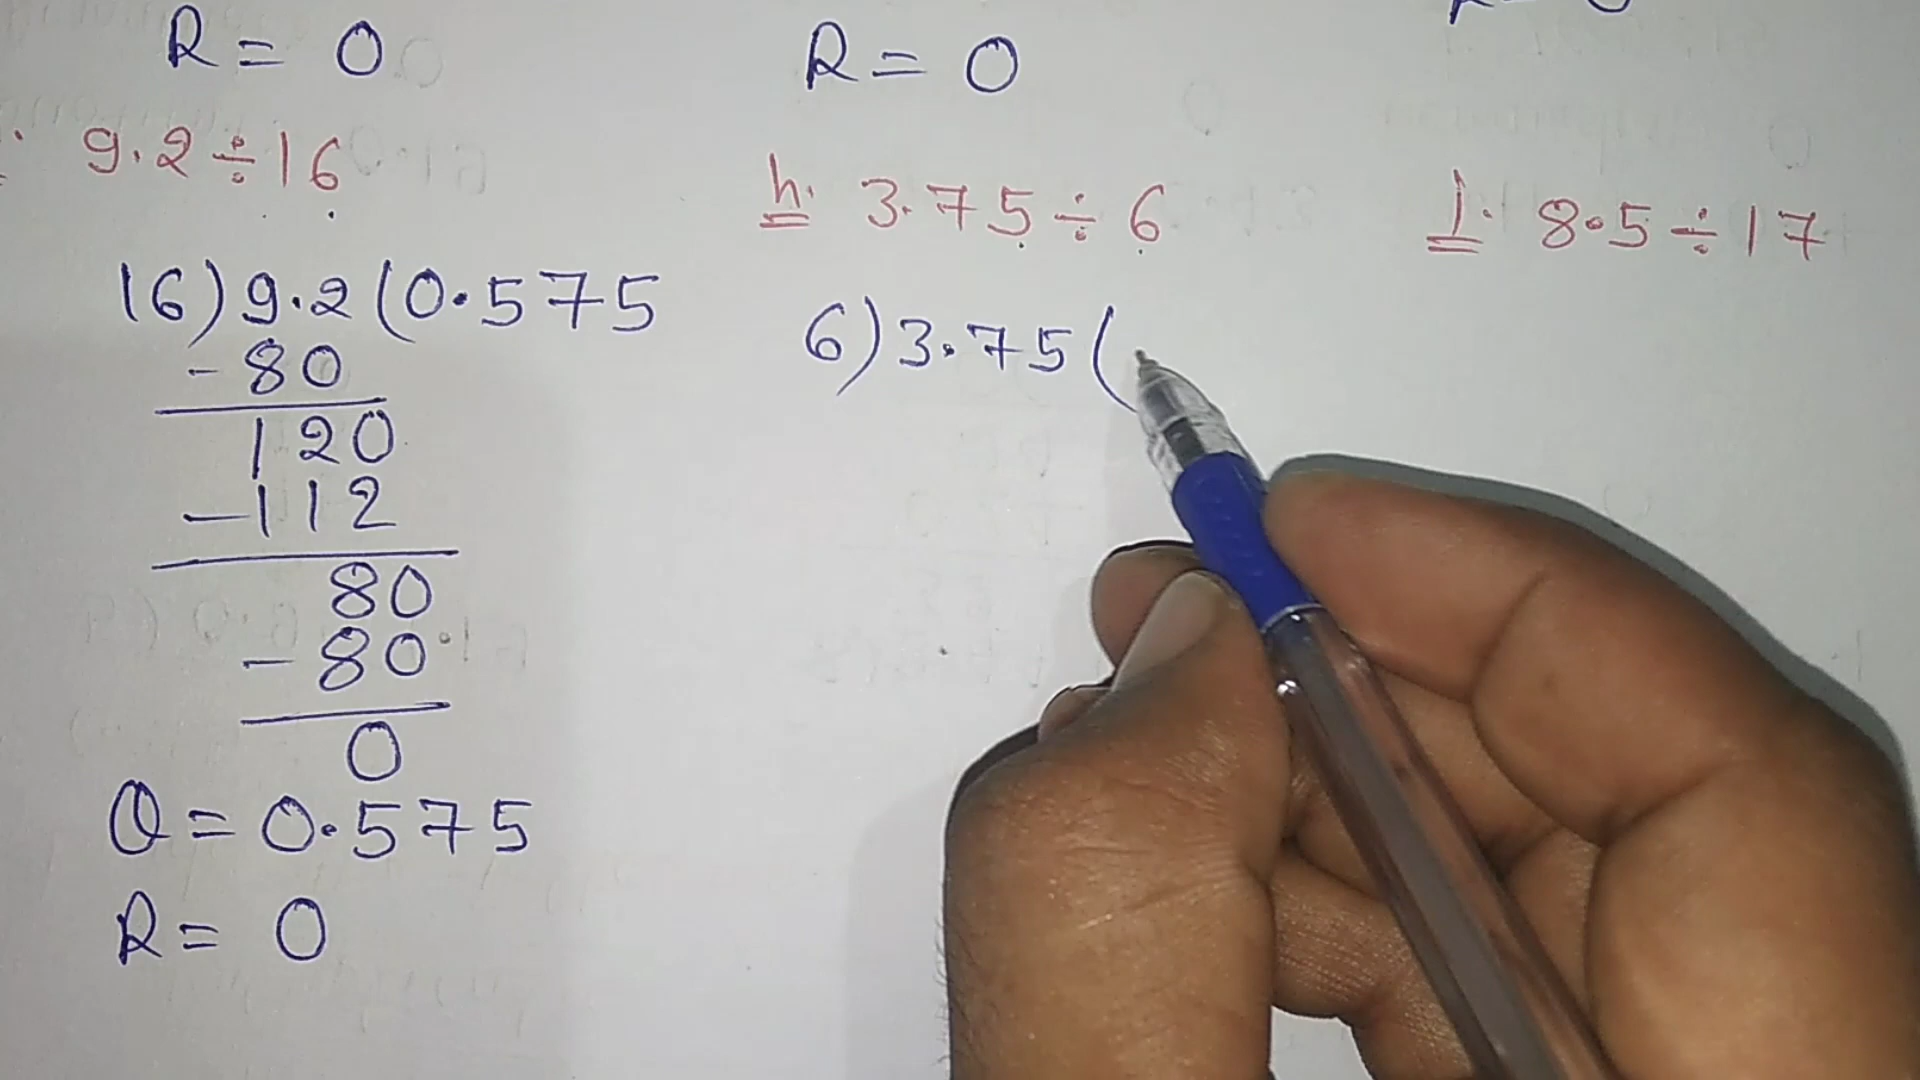 R = 0
9.2÷16
16)9.2(0.575
-80
120
-112
80
-80
0
Q = 0.575
R = 0
R = 0
h. 3.75÷6
6)3.75(
8.5÷17